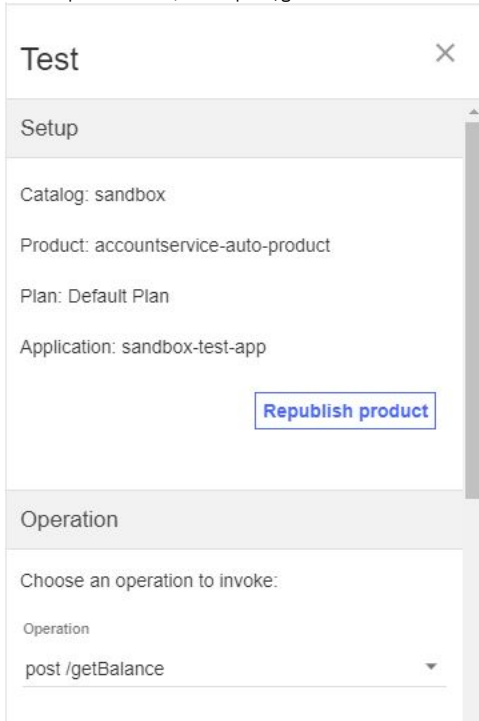 Test
Setup
Catalog: sandbox
Product: accountservice-auto-product
Plan: Default Plan
Application: sandbox-test-app
Republish product
Operation
Choose an operation to invoke:
Operation
post /getBalance